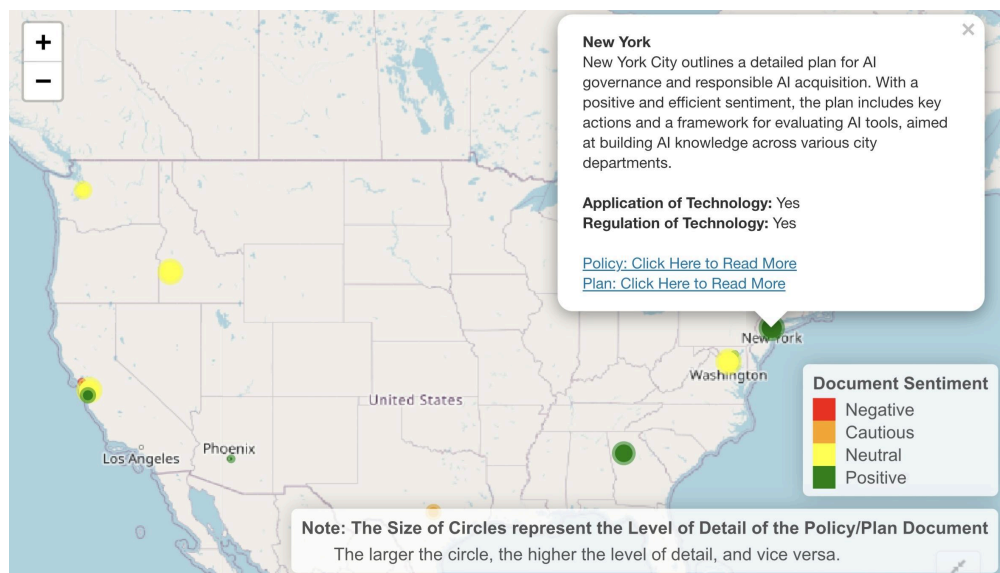 +
−
×
New York
New York City outlines a detailed plan for AI
governance and responsible AI acquisition. With a
positive and efficient sentiment, the plan includes key
actions and a framework for evaluating AI tools, aimed
at building AI knowledge across various city
departments.
Application of Technology: Yes
Regulation of Technology: Yes
Policy: Click Here to Read More
Plan: Click Here to Read More
New York
Washington
United States
Phoenix
Los Angeles
Document Sentiment
Negative
Cautious
Neutral
Positive
Note: The Size of Circles represent the Level of Detail of the Policy/Plan Document
The larger the circle, the higher the level of detail, and vice versa.